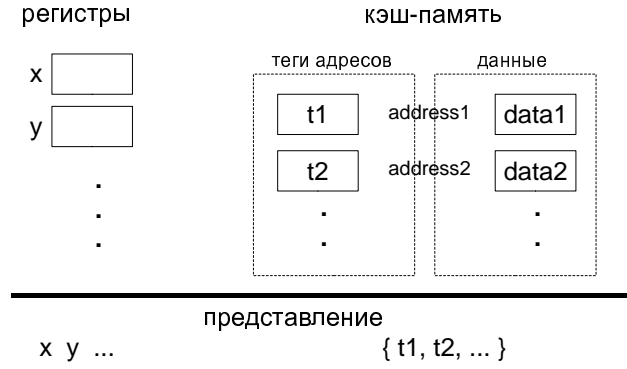 регистры кэш-память
теги адресов данные
x
t1 address1 data1
y
t2 address2 data2
представление
x y ... { t1, t2, ... }